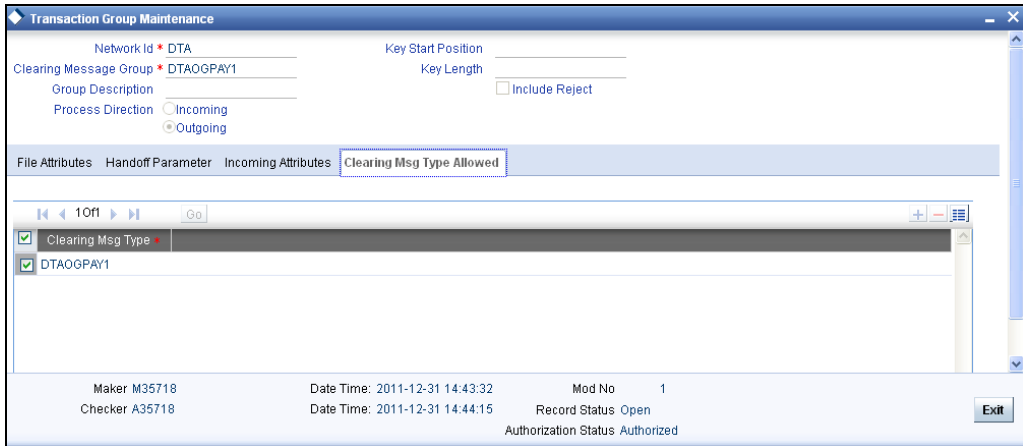 Transaction Group Maintenance
Network Id * DTA Key Start Position
Clearing Message Group * DTAOGPAY1 Key Length
Group Description Include Reject
Process Direction Incoming
Outgoing
File Attributes Handoff Parameter Incoming Attributes Clearing Msg Type Allowed
1Of1 Go
Clearing Msg Type *
DTAOGPAY1
Maker M35718 Date Time: 2011-12-31 14:43:32 Mod No 1
Checker A35718 Date Time: 2011-12-31 14:44:15 Record Status Open
Authorization Status Authorized
Exit